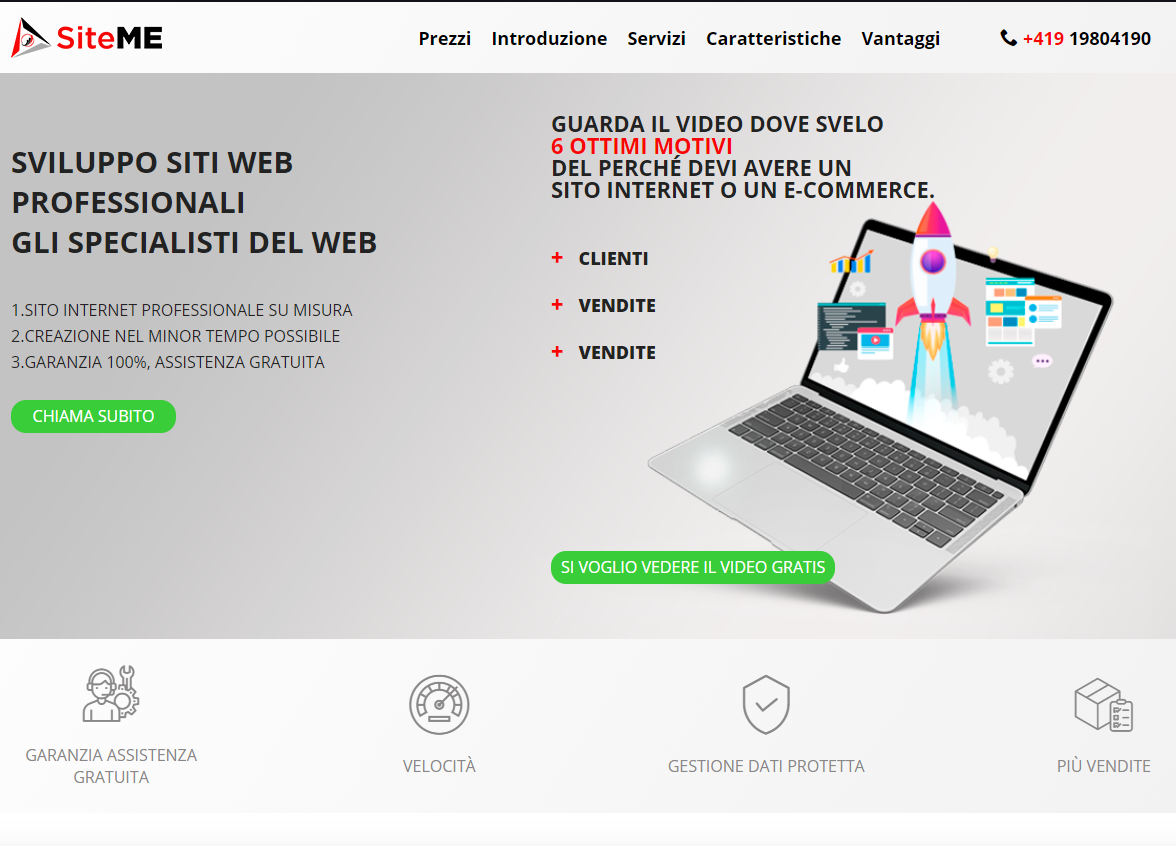 SiteME
Prezzi Introduzione Servizi Caratteristiche Vantaggi +419 19804190
SVILUPPO SITI WEB
PROFESSIONALI
GLI SPECIALISTI DEL WEB
1.SITO INTERNET PROFESSIONALE SU MISURA
2.CREAZIONE NEL MINOR TEMPO POSSIBILE
3.GARANZIA 100%, ASSISTENZA GRATUITA
CHIAMA SUBITO
GUARDA IL VIDEO DOVE SVELO
6 OTTIMI MOTIVI
DEL PERCHÉ DEVI AVERE UN
SITO INTERNET O UN E-COMMERCE.
+ CLIENTI
+ VENDITE
+ VENDITE
SI VOGLIO VEDERE IL VIDEO GRATIS
GARANZIA ASSISTENZA
GRATUITA
VELOCITÀ
GESTIONE DATI PROTETTA
PIÙ VENDITE